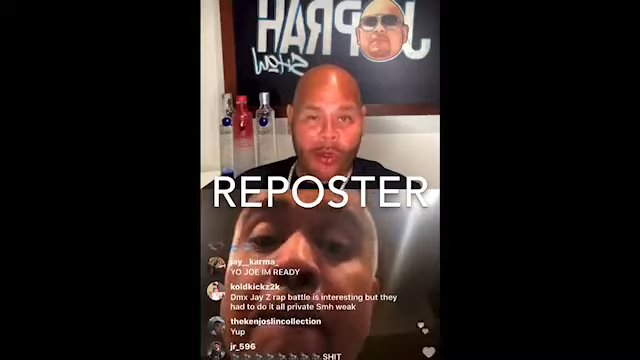 JOPRAH
SHOW
REPOSTER
jay__karma_
YO JOE IM READY
koldkickz2k
Dmx Jay Z rap battle is interesting but they
had to do it all private Smh weak
thekenjoslincollection
Yup
jr_596
SHIT